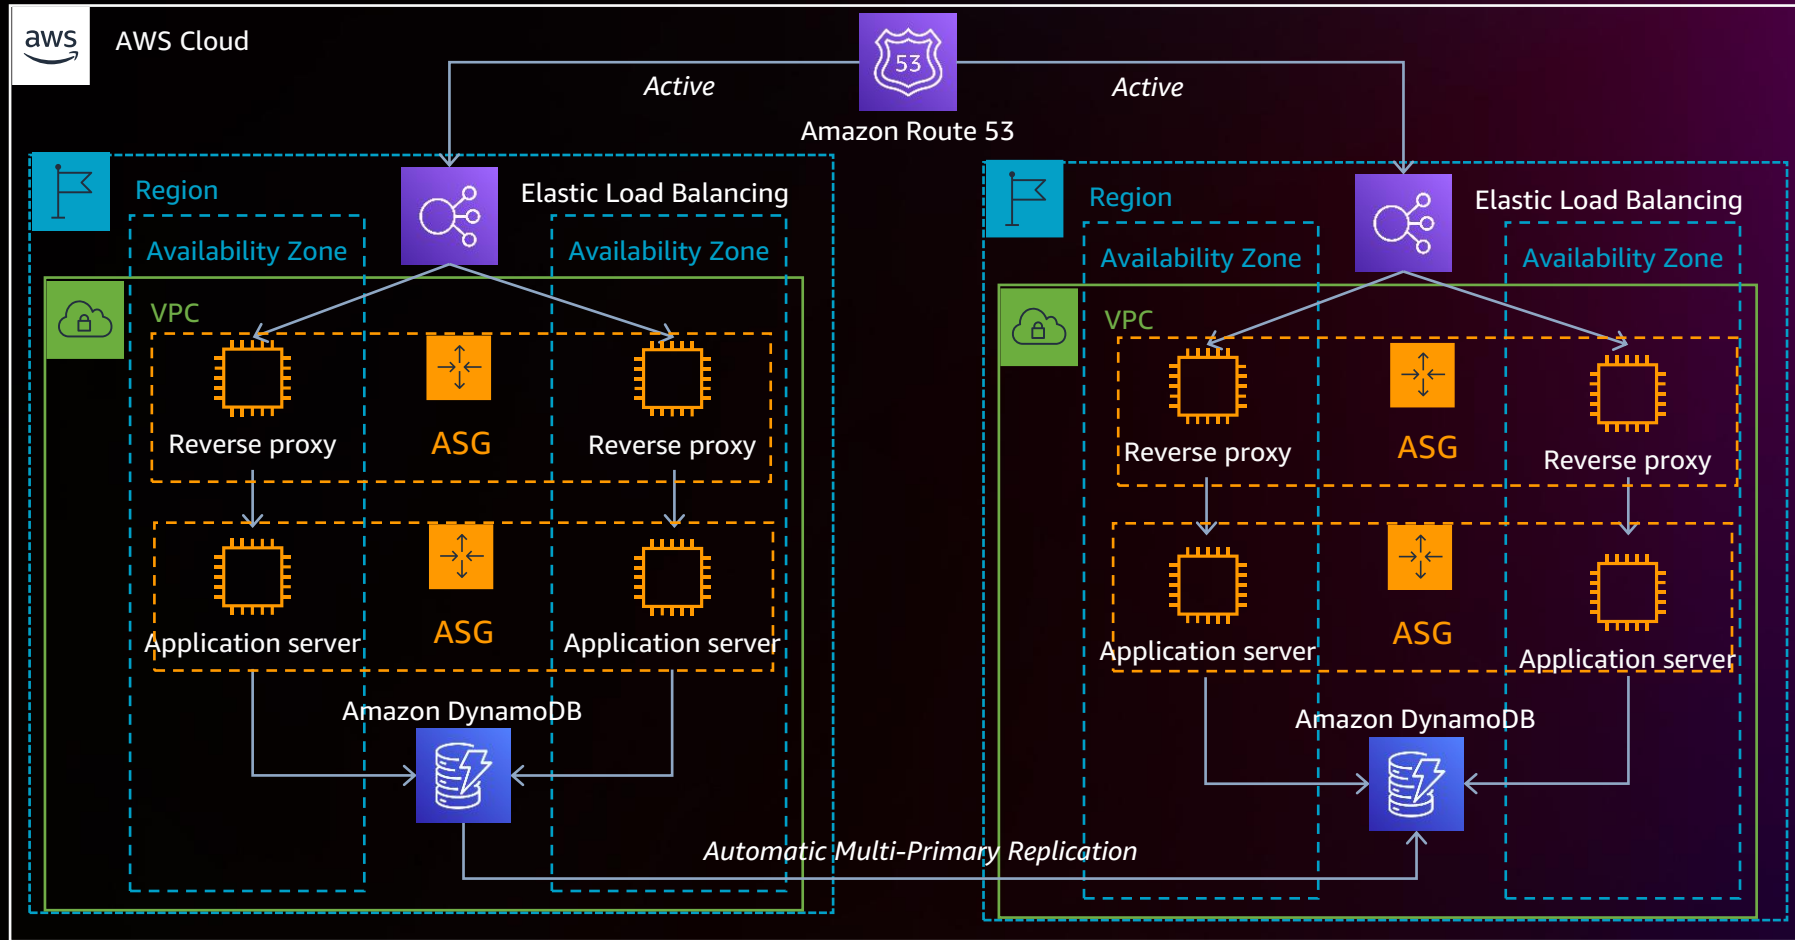 aws
AWS Cloud
53
Active
Active
Amazon Route 53
Region
Elastic Load Balancing
Availability Zone
Availability Zone
VPC
Reverse proxy
ASG
Reverse proxy
Application server
ASG
Application server
Amazon DynamoDB
Region
Elastic Load Balancing
Availability Zone
Availability Zone
VPC
Reverse proxy
ASG
Reverse proxy
Application server
ASG
Application server
Amazon DynamoDB
Automatic Multi-Primary Replication